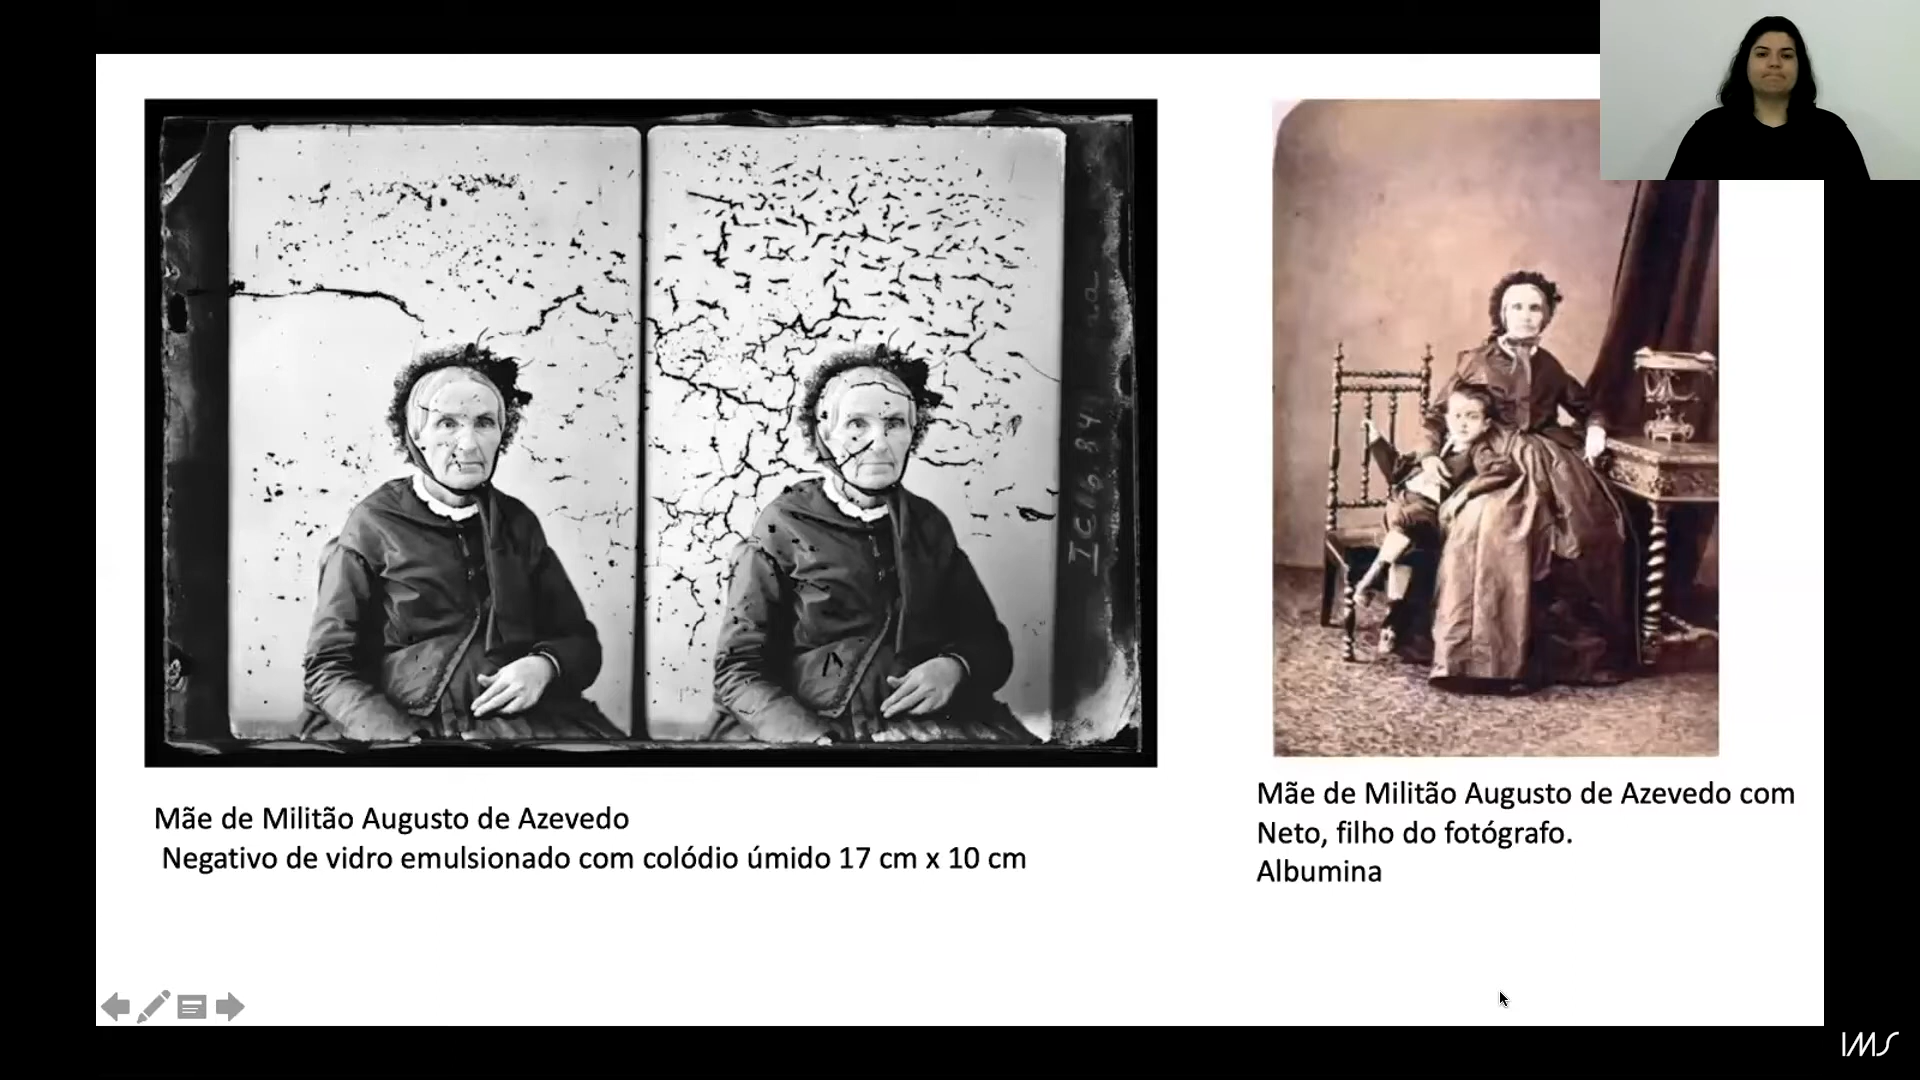 Mãe de Militão Augusto de Azevedo
Negativo de vidro emulsionado com colódio úmido 17 cm x 10 cm
Mãe de Militão Augusto de Azevedo com
Neto, filho do fotógrafo.
Albumina
IMS